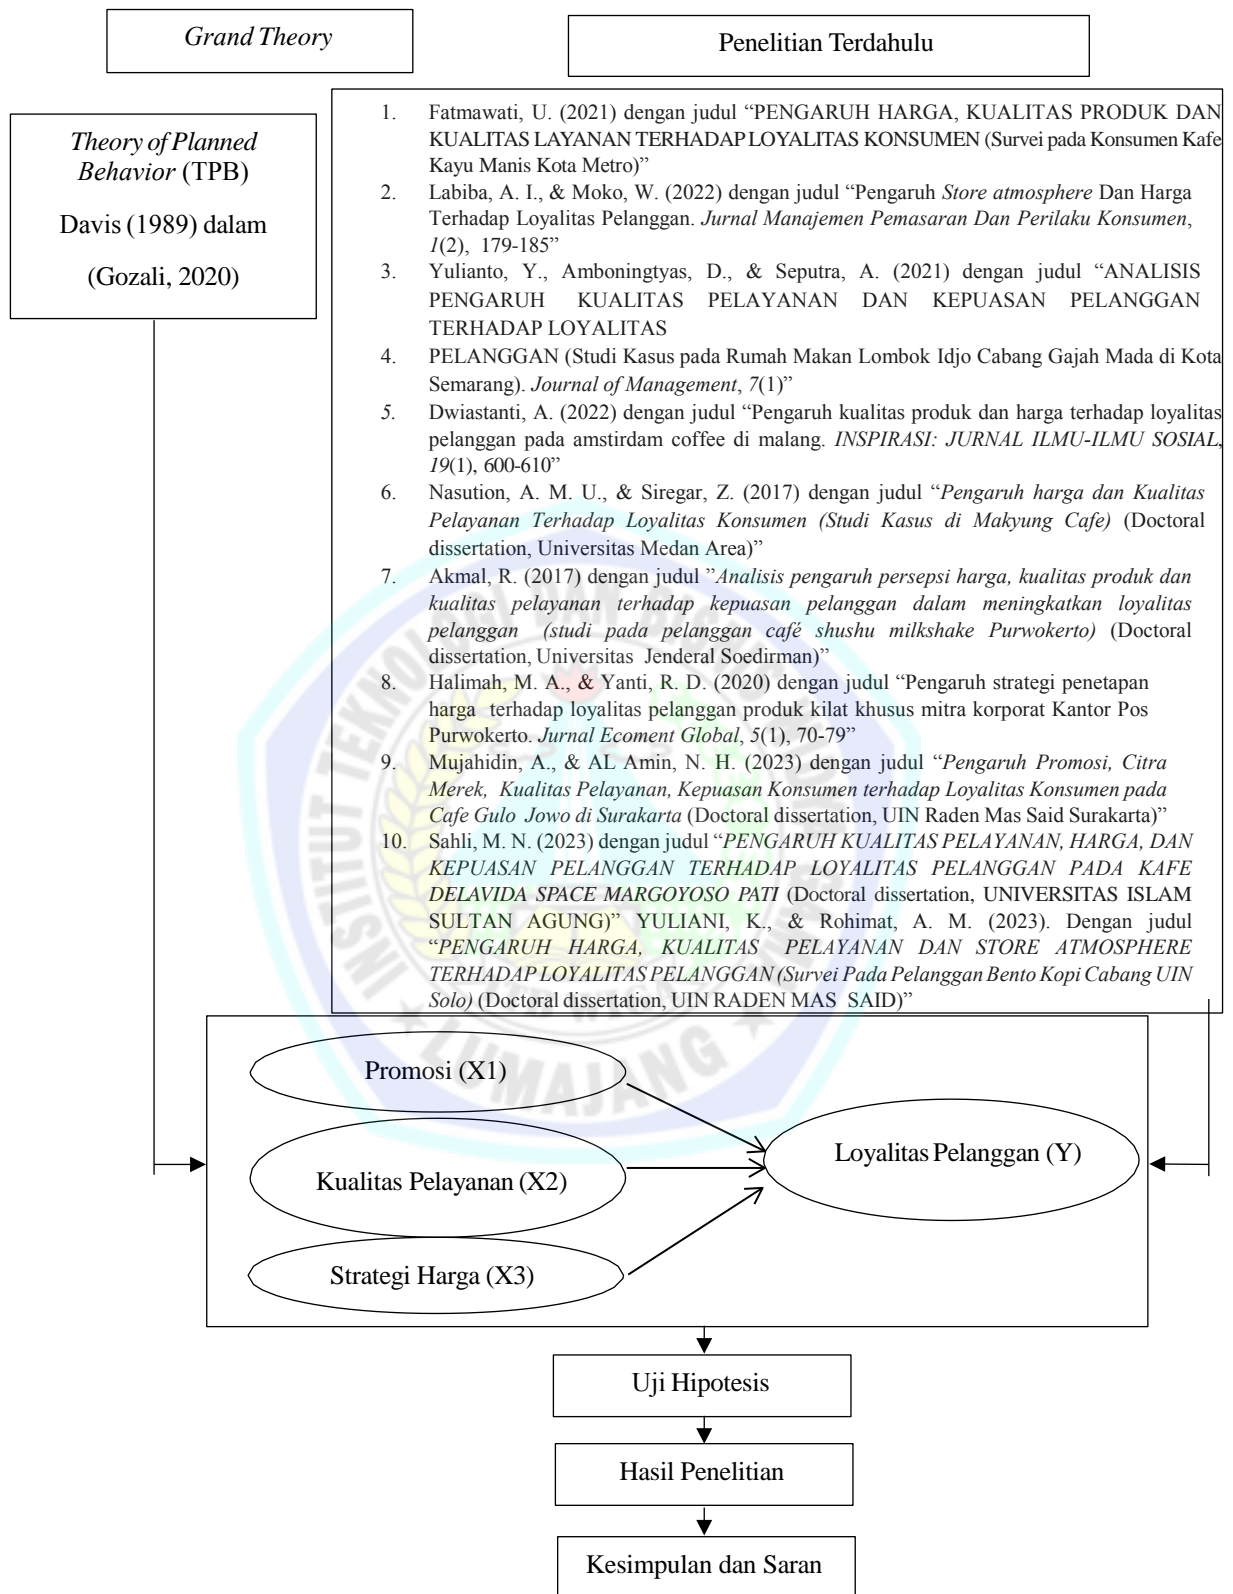 Grand Theory
Penelitian Terdahulu
Theory of Planned
Behavior (TPB)
Davis (1989) dalam
(Gozali, 2020)
1. Fatmawati, U. (2021) dengan judul “PENGARUH HARGA, KUALITAS PRODUK DAN
KUALITAS LAYANAN TERHADAP LOYALITAS KONSUMEN (Survei pada Konsumen Kafe
Kayu Manis Kota Metro)”
2. Labiba, A. I., & Moko, W. (2022) dengan judul “Pengaruh Store atmosphere Dan Harga
Terhadap Loyalitas Pelanggan. Jurnal Manajemen Pemasaran Dan Perilaku Konsumen,
1(2), 179-185”
3. Yulianto, Y., Amboningtyas, D., & Seputra, A. (2021) dengan judul “ANALISIS
PENGARUH KUALITAS PELAYANAN DAN KEPUASAN PELANGGAN
TERHADAP LOYALITAS
4. PELANGGAN (Studi Kasus pada Rumah Makan Lombok Idjo Cabang Gajah Mada di Kota
Semarang). Journal of Management, 7(1)”
5. Dwiastanti, A. (2022) dengan judul “Pengaruh kualitas produk dan harga terhadap loyalitas
pelanggan pada amstirdam coffee di malang. INSPIRASI: JURNAL ILMU-ILMU SOSIAL,
19(1), 600-610”
6. Nasution, A. M. U., & Siregar, Z. (2017) dengan judul “Pengaruh harga dan Kualitas
Pelayanan Terhadap Loyalitas Konsumen (Studi Kasus di Makyung Cafe) (Doctoral
dissertation, Universitas Medan Area)”
7. Akmal, R. (2017) dengan judul ”Analisis pengaruh persepsi harga, kualitas produk dan
kualitas pelayanan terhadap kepuasan pelanggan dalam meningkatkan loyalitas
pelanggan (studi pada pelanggan café shushu milkshake Purwokerto) (Doctoral
dissertation, Universitas Jenderal Soedirman)”
8. Halimah, M. A., & Yanti, R. D. (2020) dengan judul “Pengaruh strategi penetapan
harga terhadap loyalitas pelanggan produk kilat khusus mitra korporat Kantor Pos
Purwokerto. Jurnal Ecoment Global, 5(1), 70-79”
9. Mujahidin, A., & AL Amin, N. H. (2023) dengan judul “Pengaruh Promosi, Citra
Merek, Kualitas Pelayanan, Kepuasan Konsumen terhadap Loyalitas Konsumen pada
Cafe Gulo Jowo di Surakarta (Doctoral dissertation, UIN Raden Mas Said Surakarta)”
10. Sahli, M. N. (2023) dengan judul “PENGARUH KUALITAS PELAYANAN, HARGA, DAN
KEPUASAN PELANGGAN TERHADAP LOYALITAS PELANGGAN PADA KAFE
DELAVIDA SPACE MARGOYOSO PATI (Doctoral dissertation, UNIVERSITAS ISLAM
SULTAN AGUNG)” YULIANI, K., & Rohimat, A. M. (2023). Dengan judul
“PENGARUH HARGA, KUALITAS PELAYANAN DAN STORE ATMOSPHERE
TERHADAP LOYALITAS PELANGGAN (Survei Pada Pelanggan Bento Kopi Cabang UIN
Solo) (Doctoral dissertation, UIN RADEN MAS SAID)”
INSTITUT TEKNOLOGI DAN BISNIS WIDYA GAMA
LUMAJANG
Promosi (X1)
Kualitas Pelayanan (X2)
Strategi Harga (X3)
Loyalitas Pelanggan (Y)
Uji Hipotesis
Hasil Penelitian
Kesimpulan dan Saran